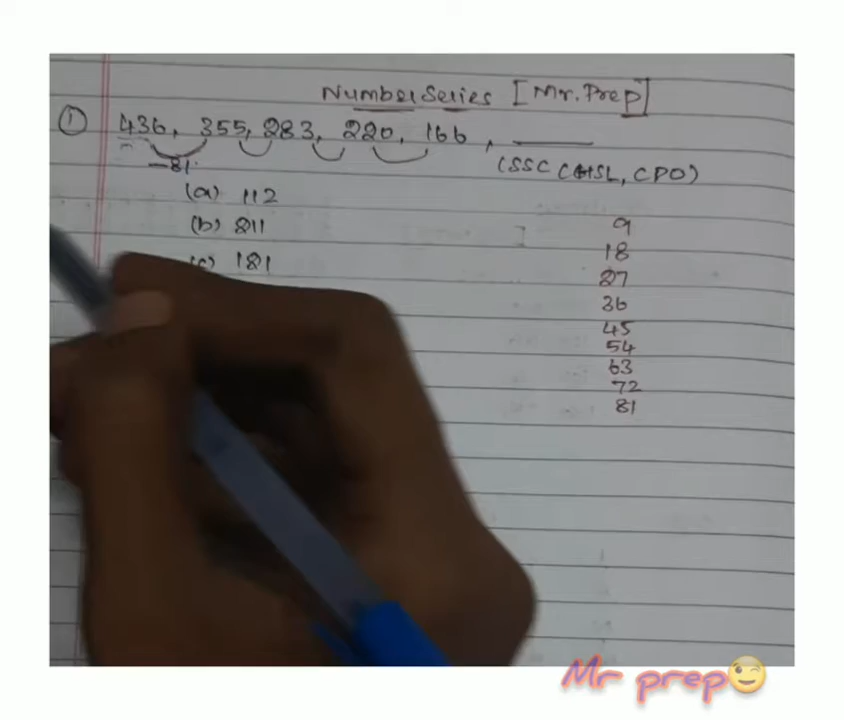 Number Series [Mr.Prep]
① 436, 355, 283, 220, 166, ____
-81
(SSC CHSL, CPO)
(a) 112
(b) 211
(c) 181
9
18
27
36
45
54
63
72
81
Mr prep😉